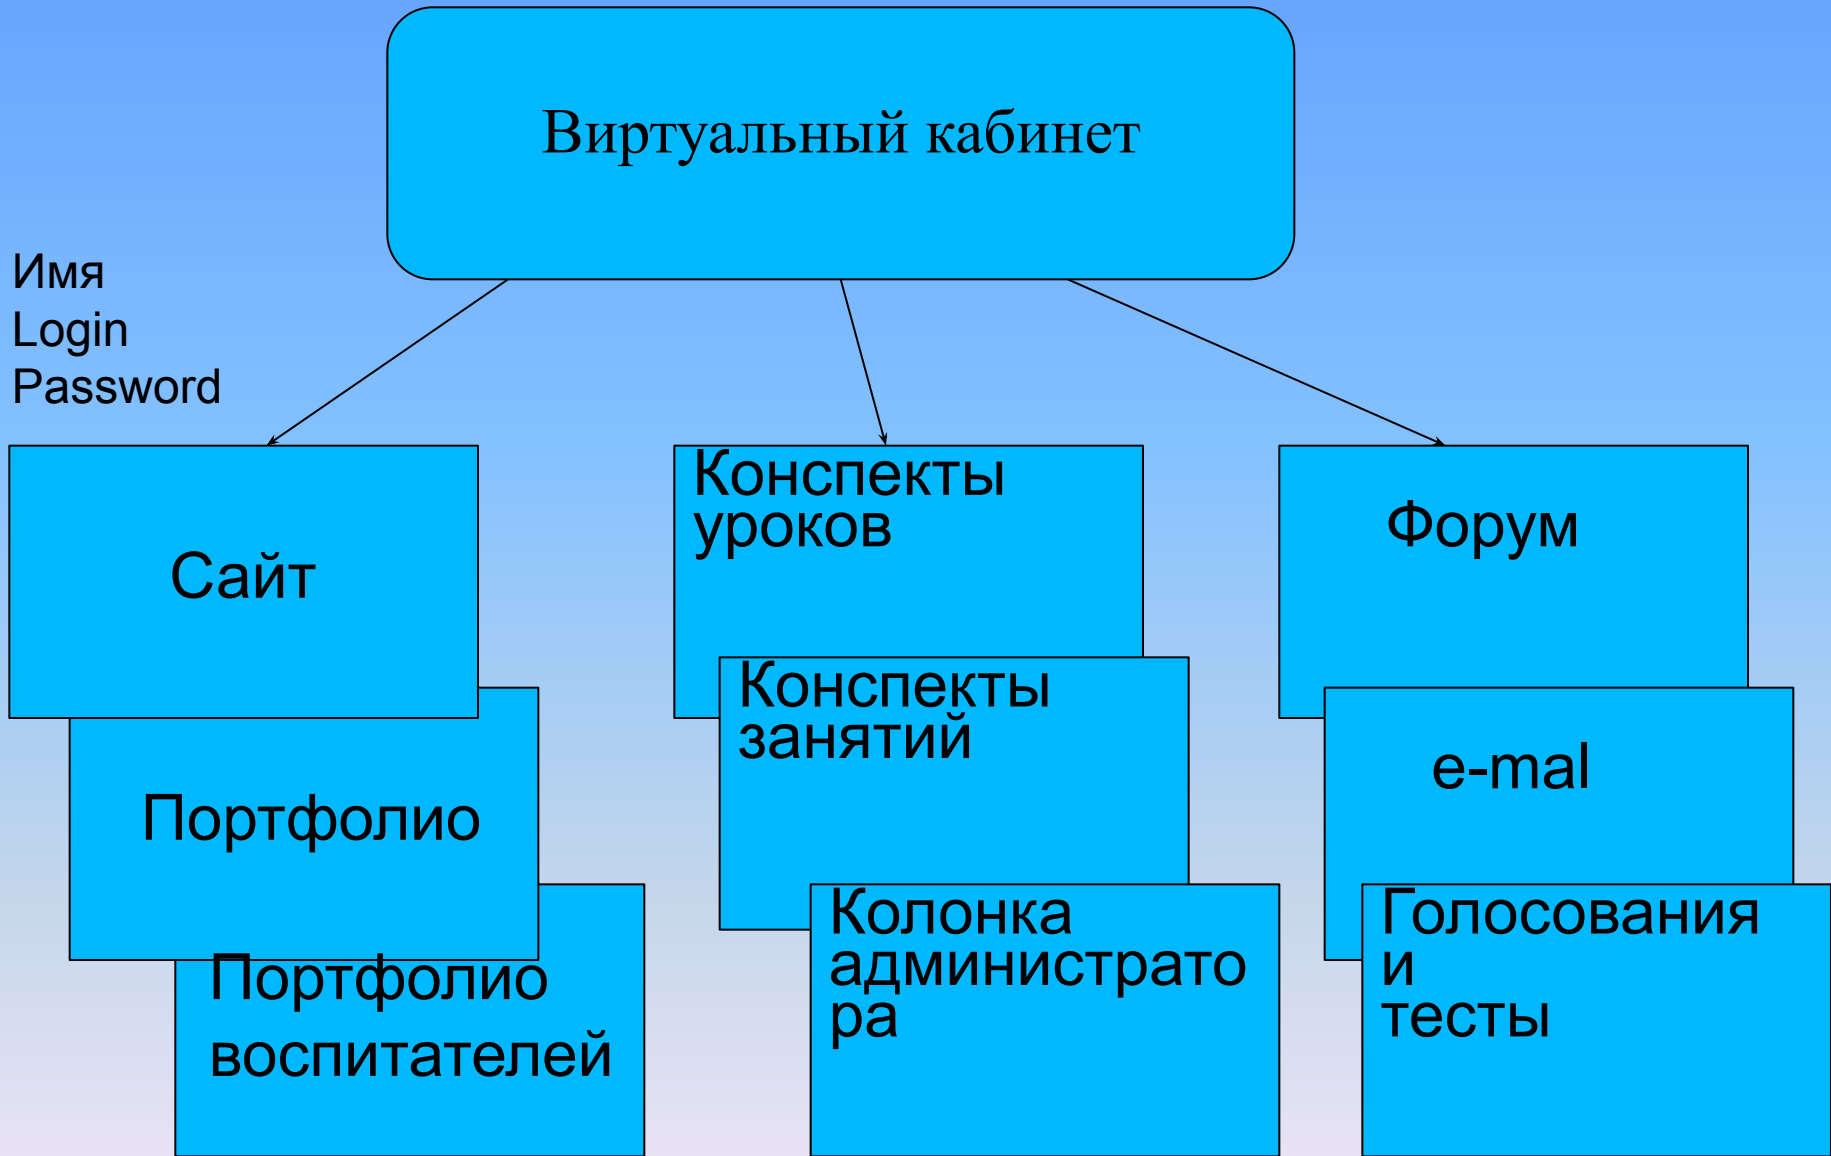 Виртуальный кабинет
Имя
Login
Password
Сайт
Портфолио
Портфолио
воспитателей
Конспекты
уроков
Конспекты
занятий
Колонка
администрато
ра
Форум
e-mal
Голосования
и
тесты